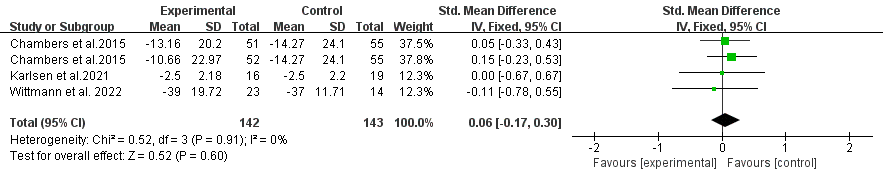 Experimental Control Std. Mean Difference Std. Mean Difference
Study or Subgroup Mean SD Total Mean SD Total Weight IV, Fixed, 95% CI IV, Fixed, 95% CI
Chambers et al.2015 -13.16 20.2 51 -14.27 24.1 55 37.5% 0.05 [-0.33, 0.43]
Chambers et al.2015 -10.66 22.97 52 -14.27 24.1 55 37.8% 0.15 [-0.23, 0.53]
Karlsen et al.2021 -2.5 2.18 16 -2.5 2.2 19 12.4% 0.00 [-0.67, 0.67]
Wittmann et al. 2022 -39 19.72 23 -37 11.71 14 12.3% -0.11 [-0.78, 0.55]
Total (95% CI) 142 143 100.0% 0.06 [-0.17, 0.30]
Heterogeneity: Chi² = 0.52, df = 3 (P = 0.91); I² = 0%
Test for overall effect: Z = 0.52 (P = 0.60)
-2 -1 0 1 2
Favours [experimental] Favours [control]